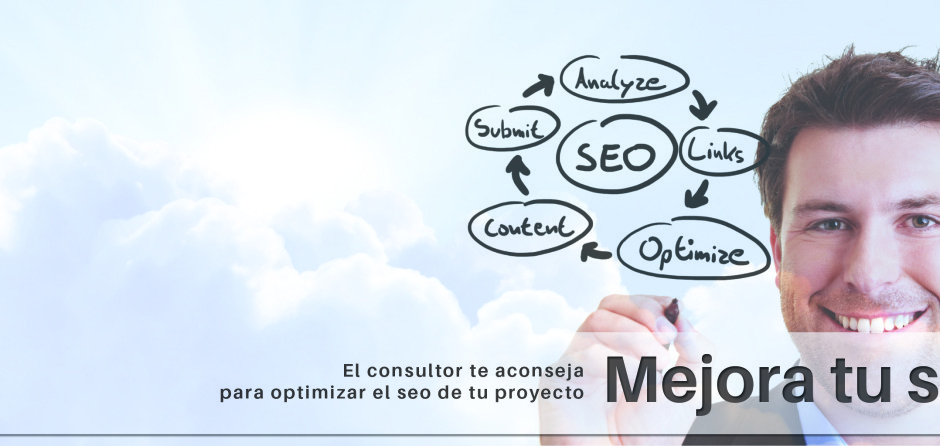 Analyze
Submit
SEO
Links
Content
Optimize
El consultor te aconseja
para optimizar el seo de tu proyecto
Mejora tu s